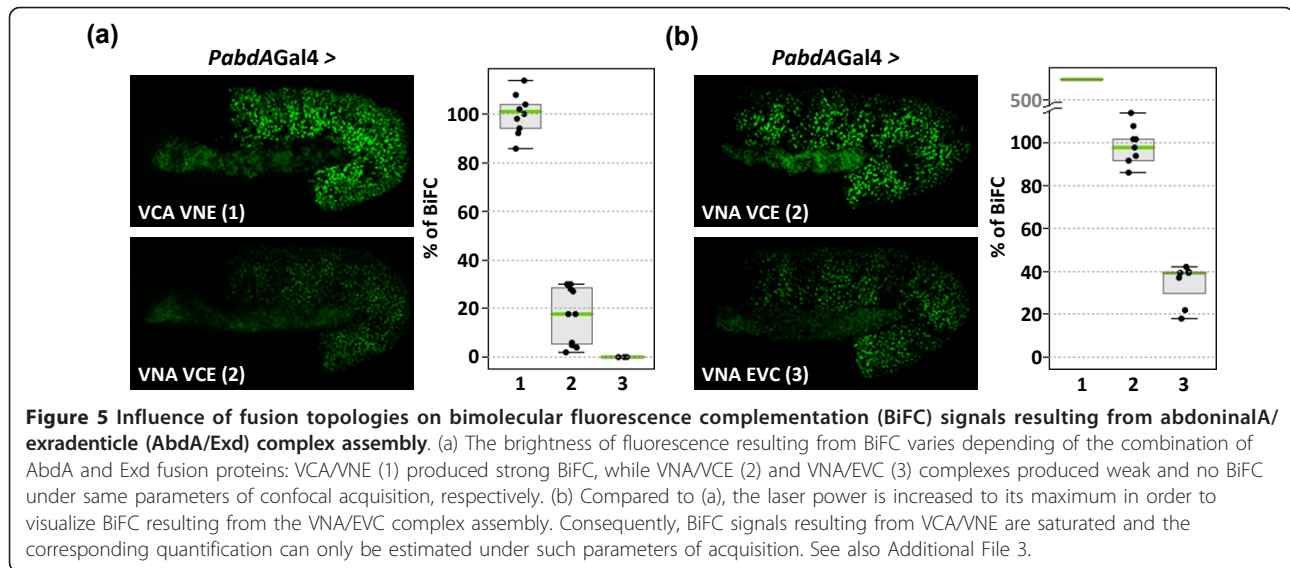 (a)
PabdAGal4 >
VCA VNE (1)
VNA VCE (2)
% of BiFC
100
80
60
40
20
0
1 2 3
(b)
PabdAGal4 >
VNA VCE (2)
VNA EVC (3)
% of BiFC
500
100
80
60
40
20
0
1 2 3
Figure 5 Influence of fusion topologies on bimolecular fluorescence complementation (BiFC) signals resulting from abdoninalA/
exradenticle (AbdA/Exd) complex assembly. (a) The brightness of fluorescence resulting from BiFC varies depending of the combination of
AbdA and Exd fusion proteins: VCA/VNE (1) produced strong BiFC, while VNA/VCE (2) and VNA/EVC (3) complexes produced weak and no BiFC
under same parameters of confocal acquisition, respectively. (b) Compared to (a), the laser power is increased to its maximum in order to
visualize BiFC resulting from the VNA/EVC complex assembly. Consequently, BiFC signals resulting from VCA/VNE are saturated and the
corresponding quantification can only be estimated under such parameters of acquisition. See also Additional File 3.